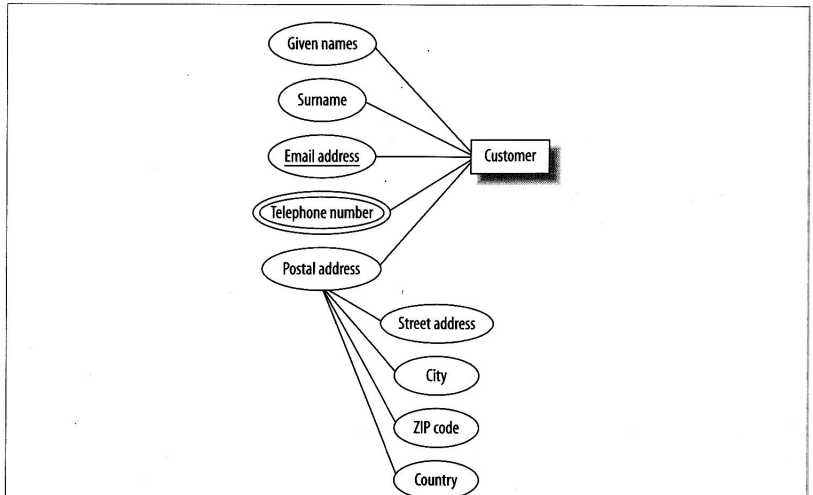 Given names
Surname
Email address
Customer
Telephone number
Postal address
Street address
City
ZIP code
Country